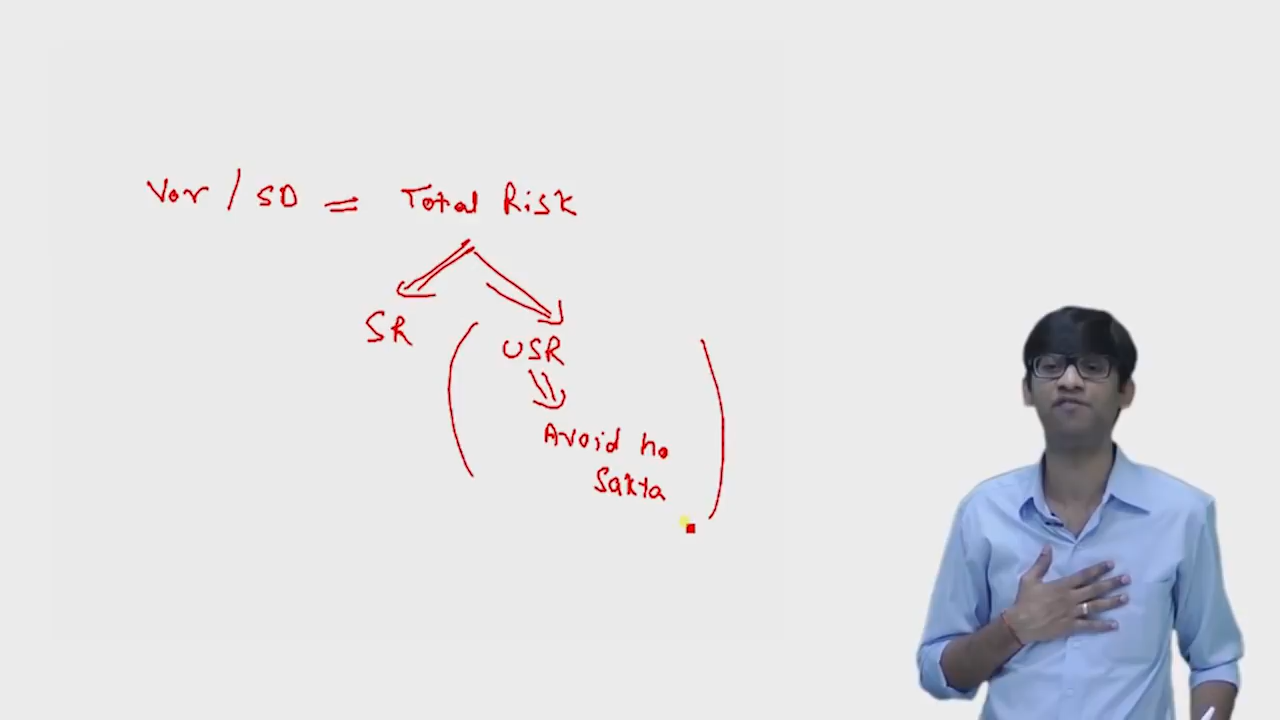 Var / SD = Total Risk
SR
USR
Avoid ho
Sakta